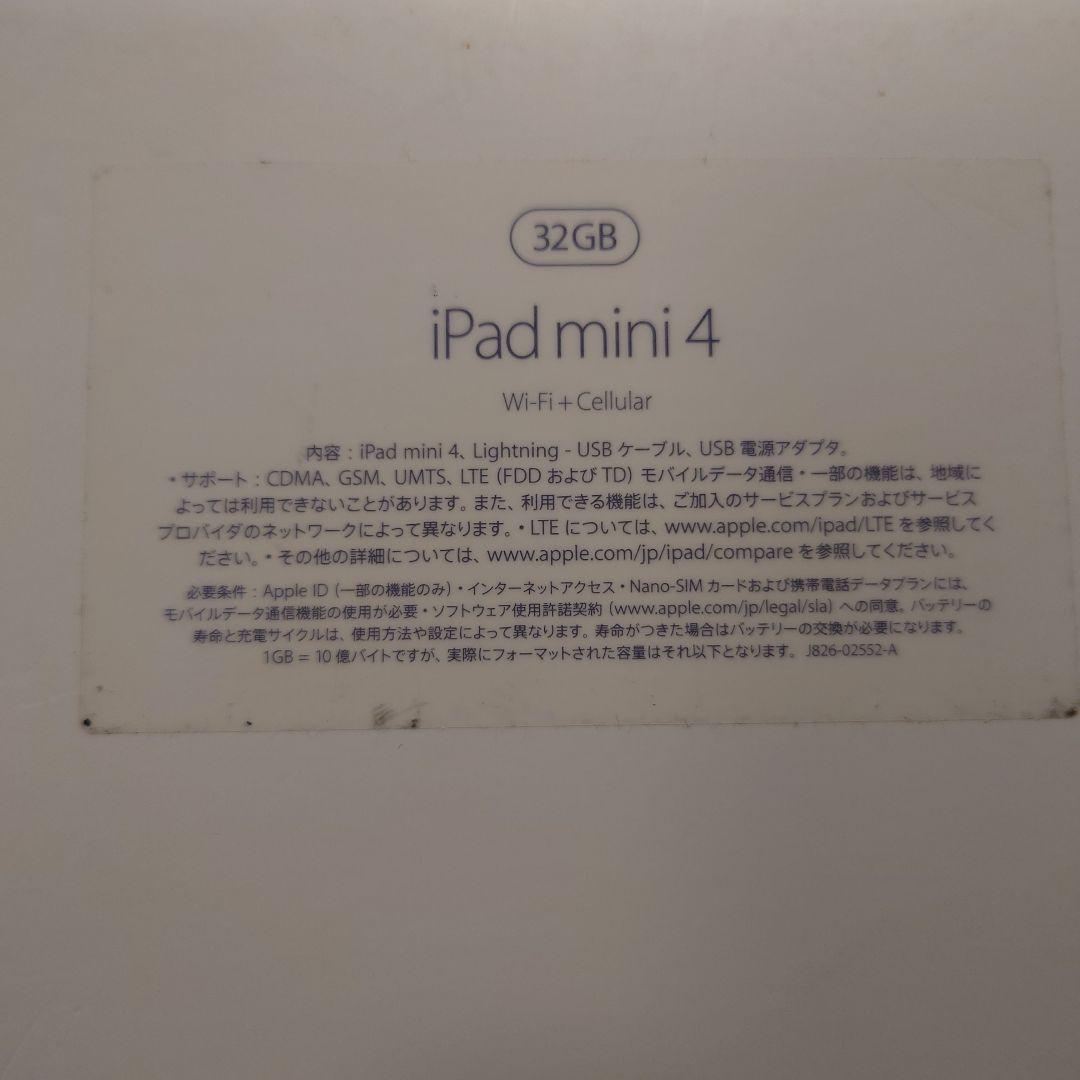 32GB
iPad mini 4
Wi-Fi + Cellular
内容：iPad mini 4、Lightning - USB ケーブル、USB 電源アダプタ。
・サポート：CDMA、GSM、UMTS、LTE（FDD および TD）モバイルデータ通信・一部の機能は、地域に
よっては利用できないことがあります。また、利用できる機能は、ご加入のサービスプランおよびサービス
プロバイダのネットワークによって異なります。・LTE については、www.apple.com/ipad/LTE を参照してく
ださい。・その他の詳細については、www.apple.com/jp/ipad/compare を参照してください。
必要条件：Apple ID（一部の機能のみ）・インターネットアクセス・Nano-SIM カードおよび携帯電話データプランには、
モバイルデータ通信機能の使用が必要・ソフトウェア使用許諾契約（www.apple.com/jp/legal/sla）への同意。バッテリーの
寿命と充電サイクルは、使用方法や設定によって異なります。寿命がつきた場合はバッテリーの交換が必要になります。
1GB = 10 億バイトですが、実際にフォーマットされた容量はそれ以下となります。 J826-02552-A